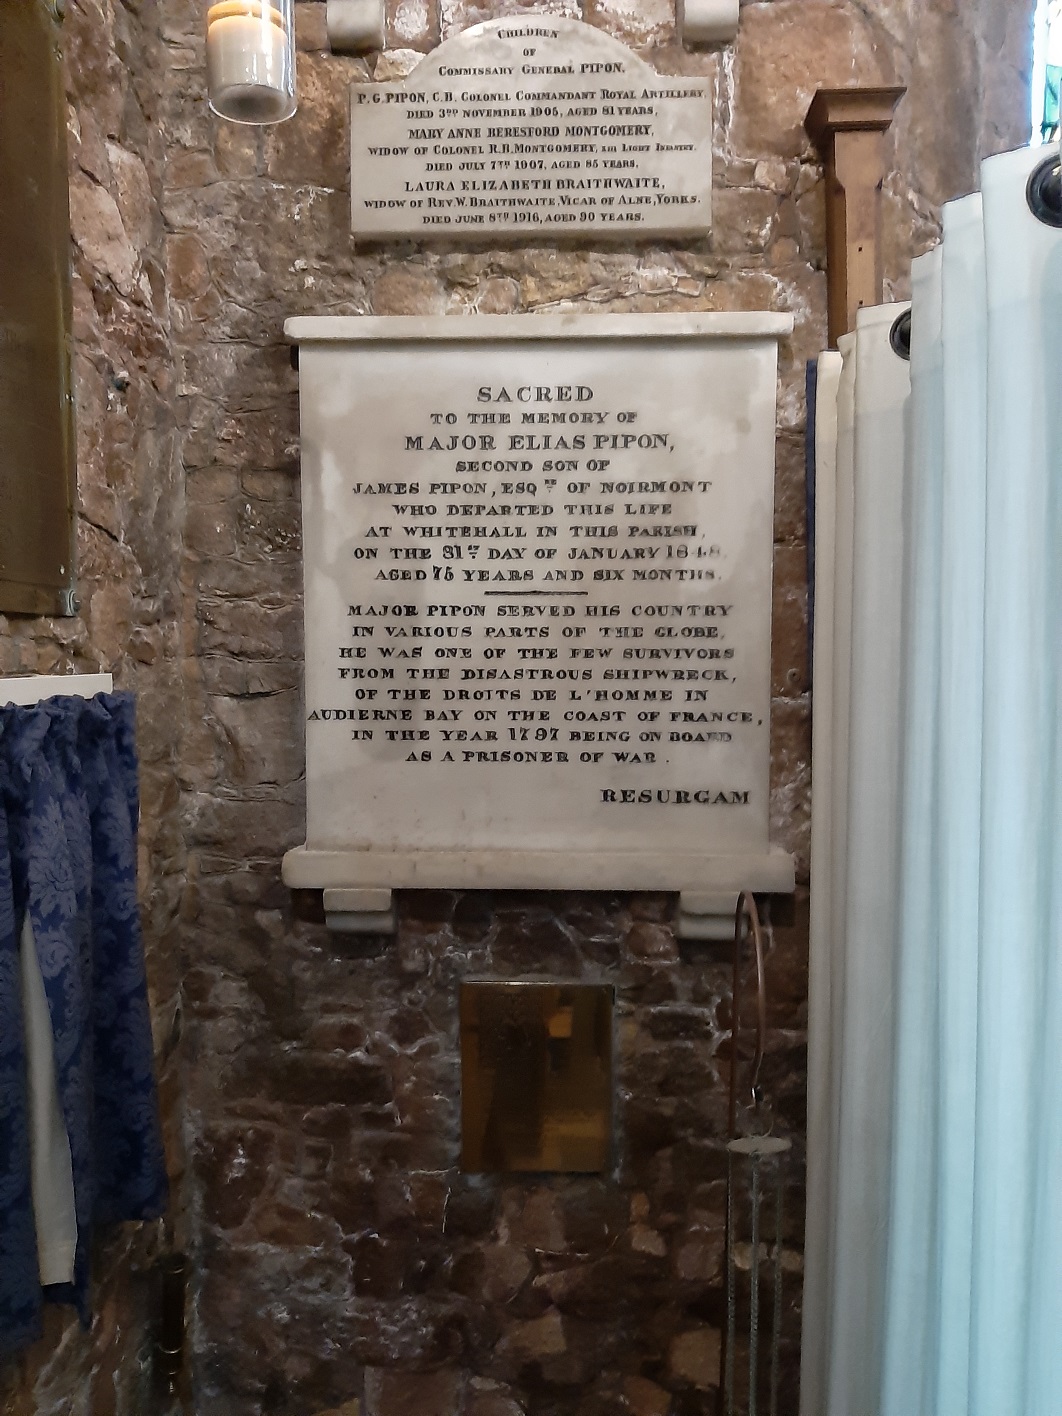 CHILDREN
OF
COMMISSARY GENERAL PIPON.
P.G. PIPON, C.B. COLONEL COMMANDANT ROYAL ARTILLERY.
DIED 3RD NOVEMBER 1905, AGED 81 YEARS.
MARY ANNE BERESFORD MONTGOMERY,
WIDOW OF COLONEL R.B. MONTGOMERY, LIGHT INFANTRY.
DIED JULY 7TH 1907, AGED 85 YEARS.
LAURA ELIZABETH BRAITHWAITE,
WIDOW OF REV. W. BRAITHWAITE, VICAR OF ALNE, YORKS.
DIED JUNE 8TH 1916, AGED 90 YEARS.
SACRED
TO THE MEMORY OF
MAJOR ELIAS PIPON,
SECOND SON OF
JAMES PIPON, ESQRE OF NOIRMONT
WHO DEPARTED THIS LIFE
AT WHITEHALL IN THIS PARISH,
ON THE 31ST DAY OF JANUARY 1848,
AGED 75 YEARS AND SIX MONTHS.
MAJOR PIPON SERVED HIS COUNTRY
IN VARIOUS PARTS OF THE GLOBE,
HE WAS ONE OF THE FEW SURVIVORS
FROM THE DISASTROUS SHIPWRECK,
OF THE DROITS DE L'HOMME IN
AUDIERNE BAY ON THE COAST OF FRANCE,
IN THE YEAR 1797 BEING ON BOARD
AS A PRISONER OF WAR.
RESURGAM